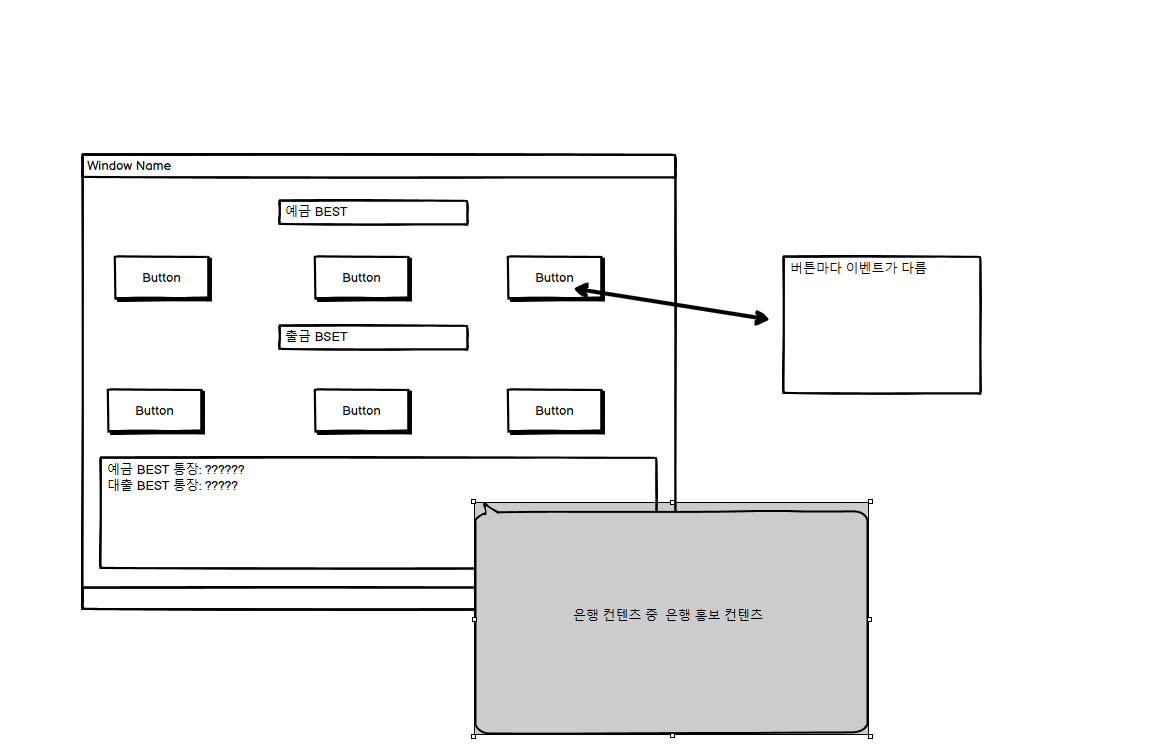 Window Name
예금 BEST
Button
Button
Button
버튼마다 이벤트가 다름
출금 BSET
Button
Button
Button
예금 BEST 통장: ??????
대출 BEST 통장: ?????
은행 컨텐츠 중 은행 홍보 컨텐츠